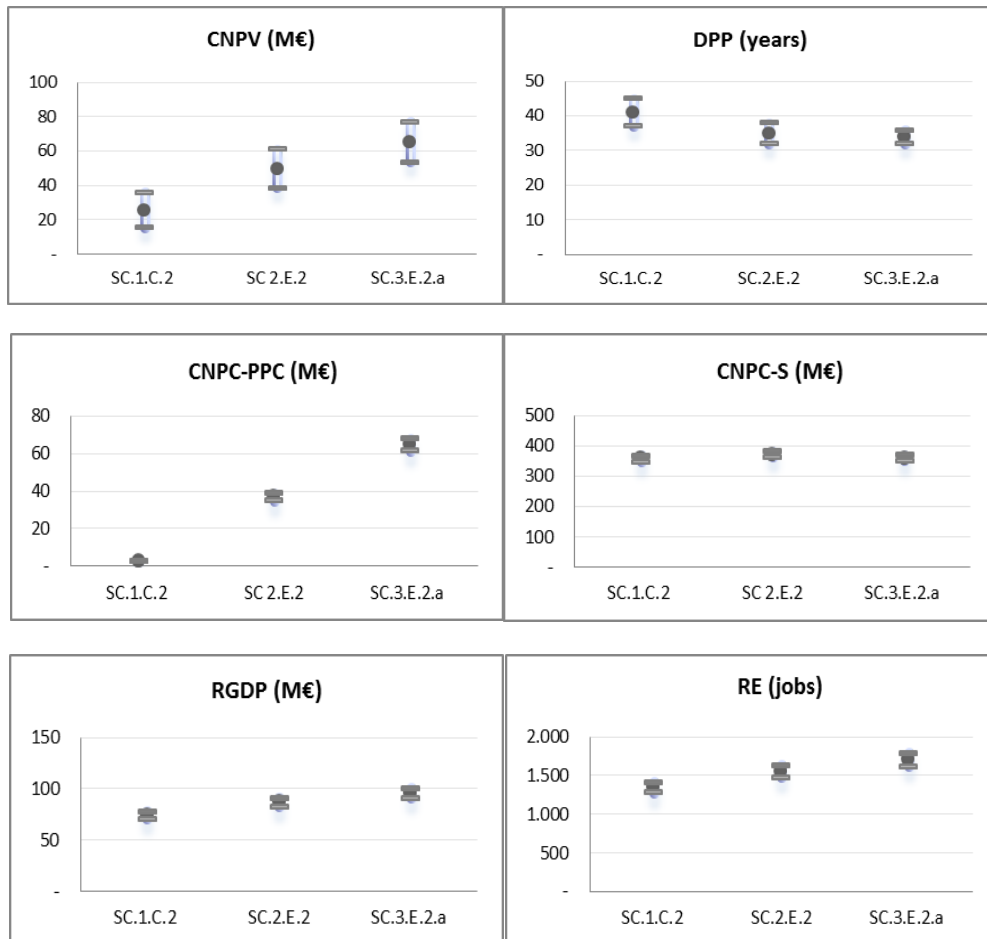 CNPV (M€)
100
80
60
40
20
-
SC.1.C.2 SC 2.E.2 SC.3.E.2.a
DPP (years)
50
40
30
20
10
-
SC.1.C.2 SC.2.E.2 SC.3.E.2.a
CNPC-PPC (M€)
80
60
40
20
-
SC.1.C.2 SC 2.E.2 SC.3.E.2.a
CNPC-S (M€)
500
400
300
200
100
-
SC.1.C.2 SC 2.E.2 SC.3.E.2.a
RGDP (M€)
150
100
50
-
SC.1.C.2 SC.2.E.2 SC.3.E.2.a
RE (jobs)
2.000
1.500
1.000
500
-
SC.1.C.2 SC.2.E.2 SC.3.E.2.a